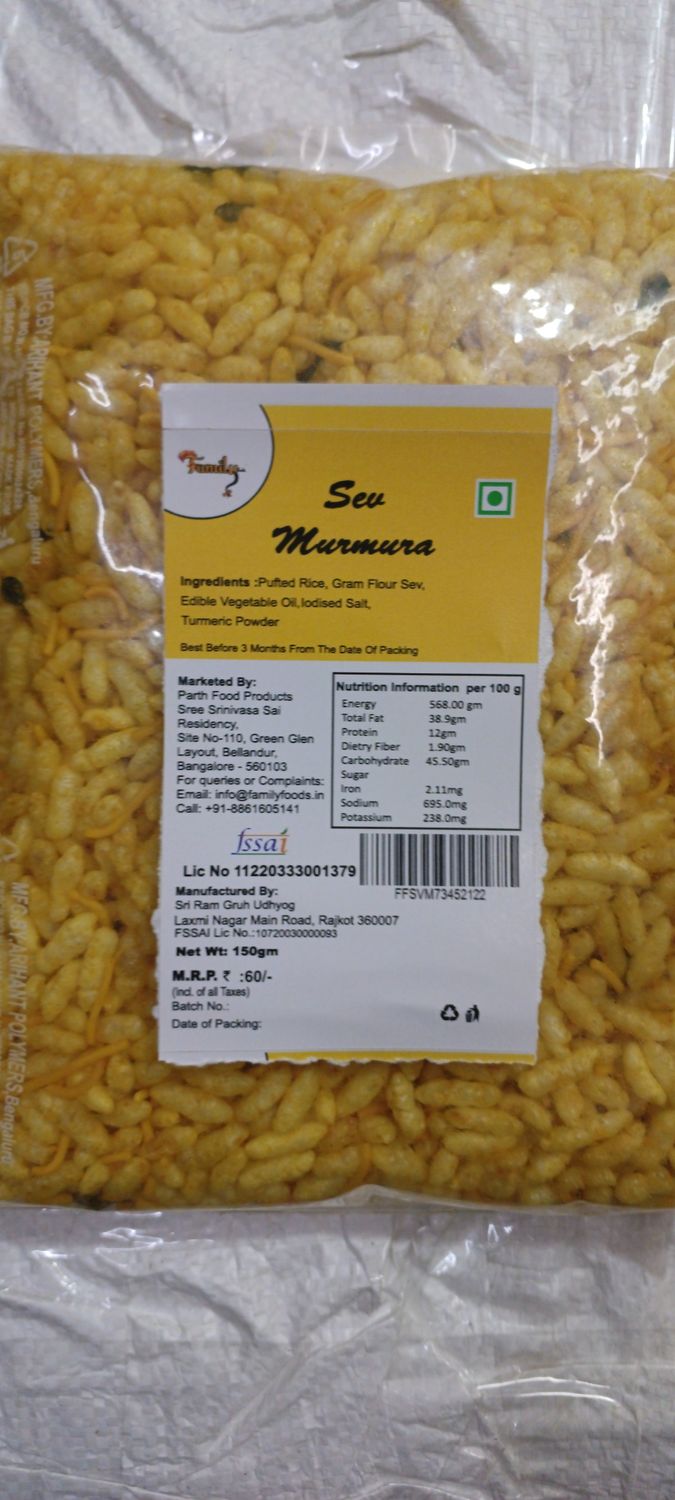 Family
Sev
Murmura
Ingredients :Pufted Rice, Gram Flour Sev,
Edible Vegetable Oil, Iodised Salt,
Turmeric Powder
Best Before 3 Months From The Date Of Packing
Marketed By:
Parth Food Products
Sree Srinivasa Sai
Residency,
Site No-110, Green Glen
Layout, Bellandur,
Bangalore - 560103
For queries or Complaints:
Email: info@familyfoods.in
Call: +91-8861605141
Nutrition Information per 100 g
Energy 568.00 gm
Total Fat 38.9gm
Protein 12gm
Dietry Fiber 1.90gm
Carbohydrate 45.50gm
Sugar
Iron 2.11mg
Sodium 695.0mg
Potassium 238.0mg
fssai
Lic No 11220333001379
FFSVM73452122
Manufactured By:
Sri Ram Gruh Udhyog
Laxmi Nagar Main Road, Rajkot 360007
FSSAI Lic No.:10720030000093
Net Wt: 150gm
M.R.P. ₹ :60/-
(incl. of all Taxes)
Batch No.:
Date of Packing:
MFG.BY.ARIHANT POLYMERS, Bengaluru
MFG.BY.ARIHANT POLYMERS, Bengaluru